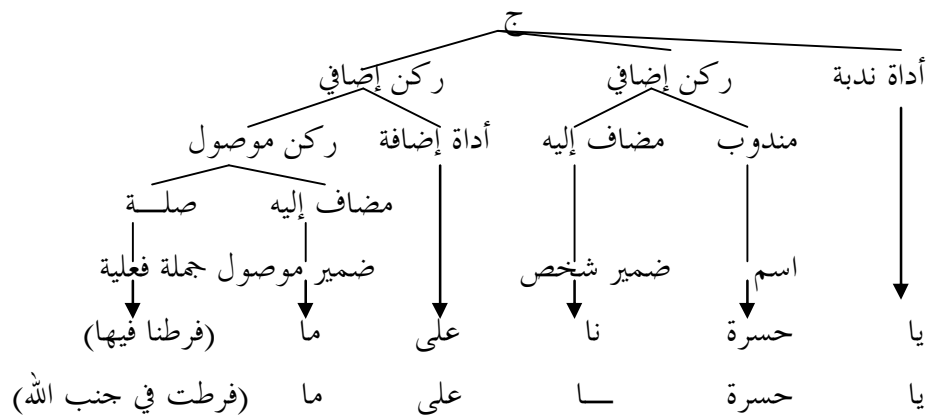 ج
أداة ندبة ركن إضافي ركن إضافي
مندوب مضاف إليه أداة إضافة ركن موصول
مضاف إليه صلـــة
اسم ضمير شخص ضمير موصول جملة فعلية
يا حسرة نا على ما (فرطنا فيها)
يا حسرة ـــا على ما (فرطت في جنب الله)